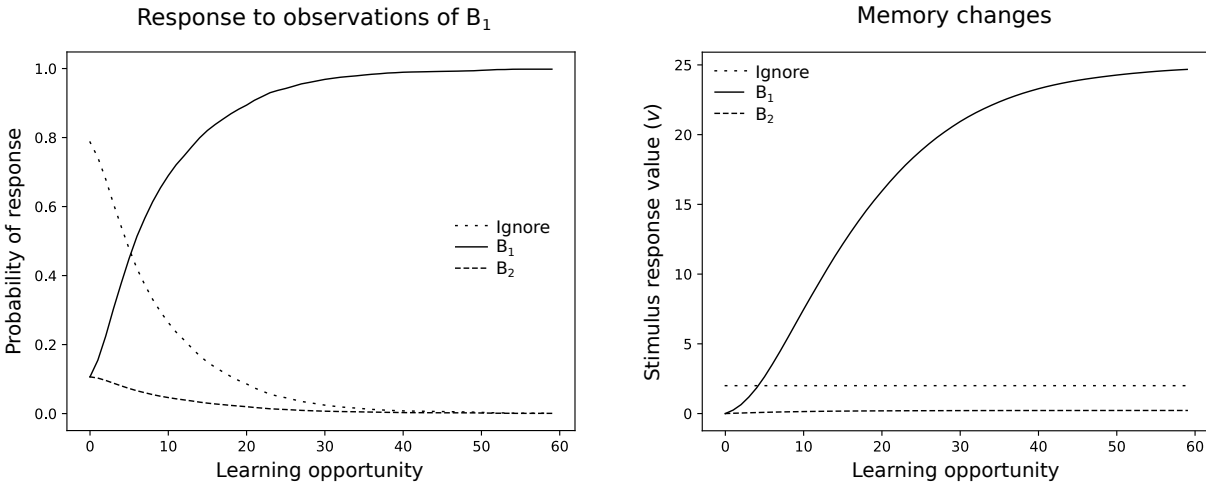 Response to observations of B₁
Probability of response
1.0
0.8
0.6
0.4
0.2
0.0
Ignore
B₁
B₂
0 10 20 30 40 50 60
Learning opportunity
Memory changes
Stimulus response value (v)
25
20
15
10
5
0
Ignore
B₁
B₂
0 10 20 30 40 50 60
Learning opportunity